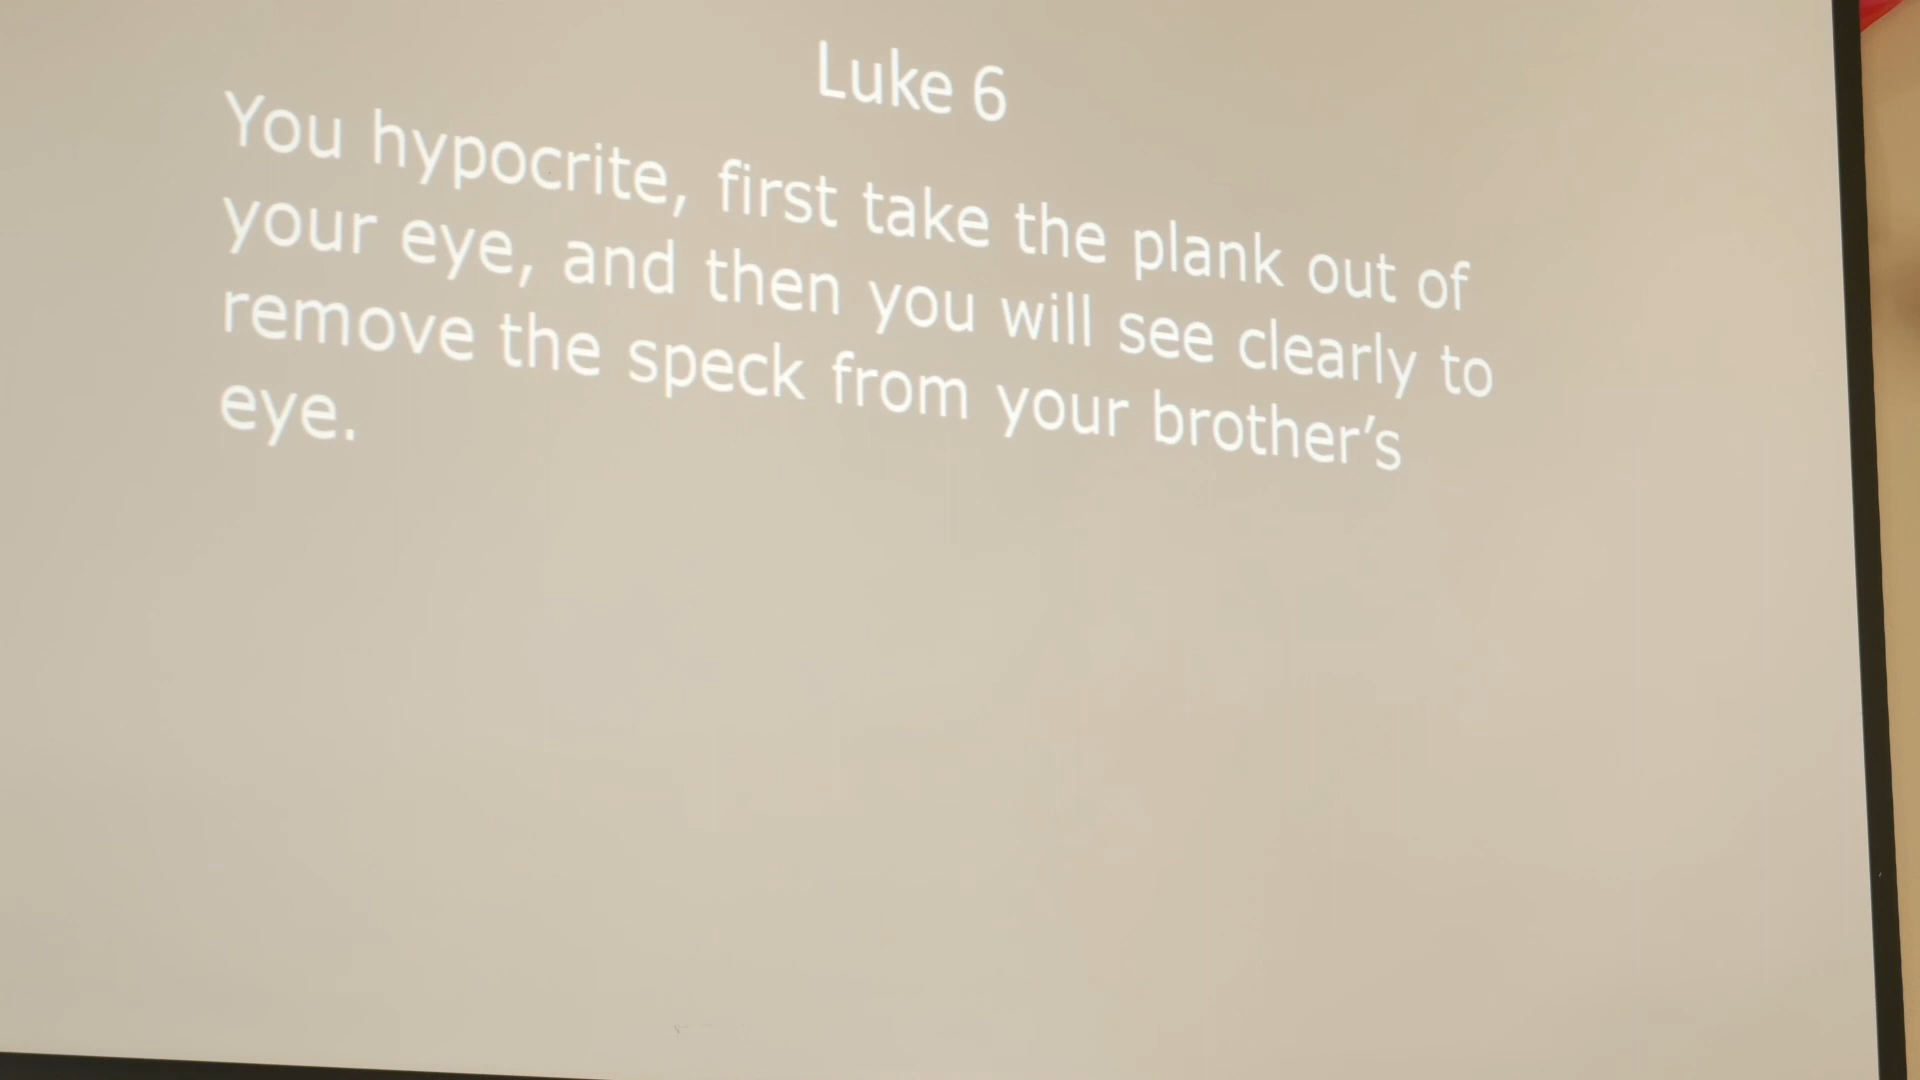 Luke 6
You hypocrite, first take the plank out of
your eye, and then you will see clearly to
remove the speck from your brother’s
eye.